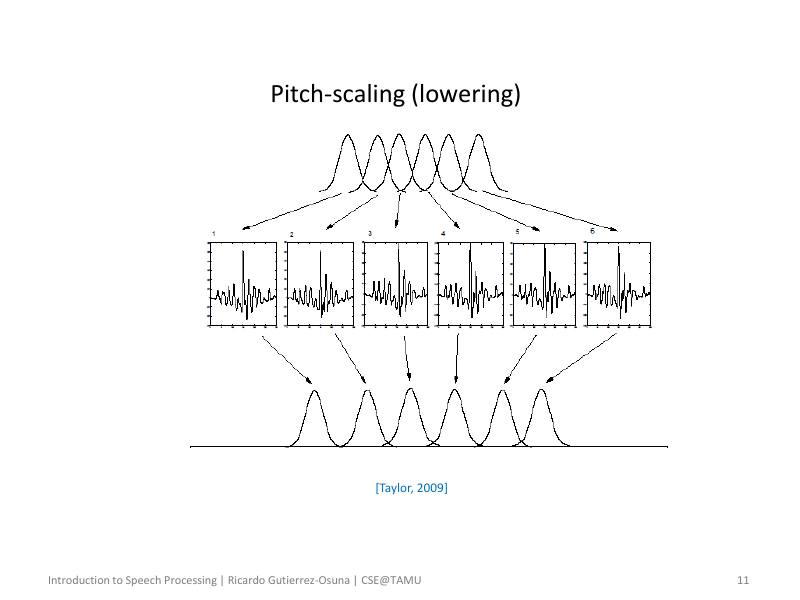 Pitch-scaling (lowering)
1 2 3 4 5 6
[Taylor, 2009]
Introduction to Speech Processing | Ricardo Gutierrez-Osuna | CSE@TAMU 11